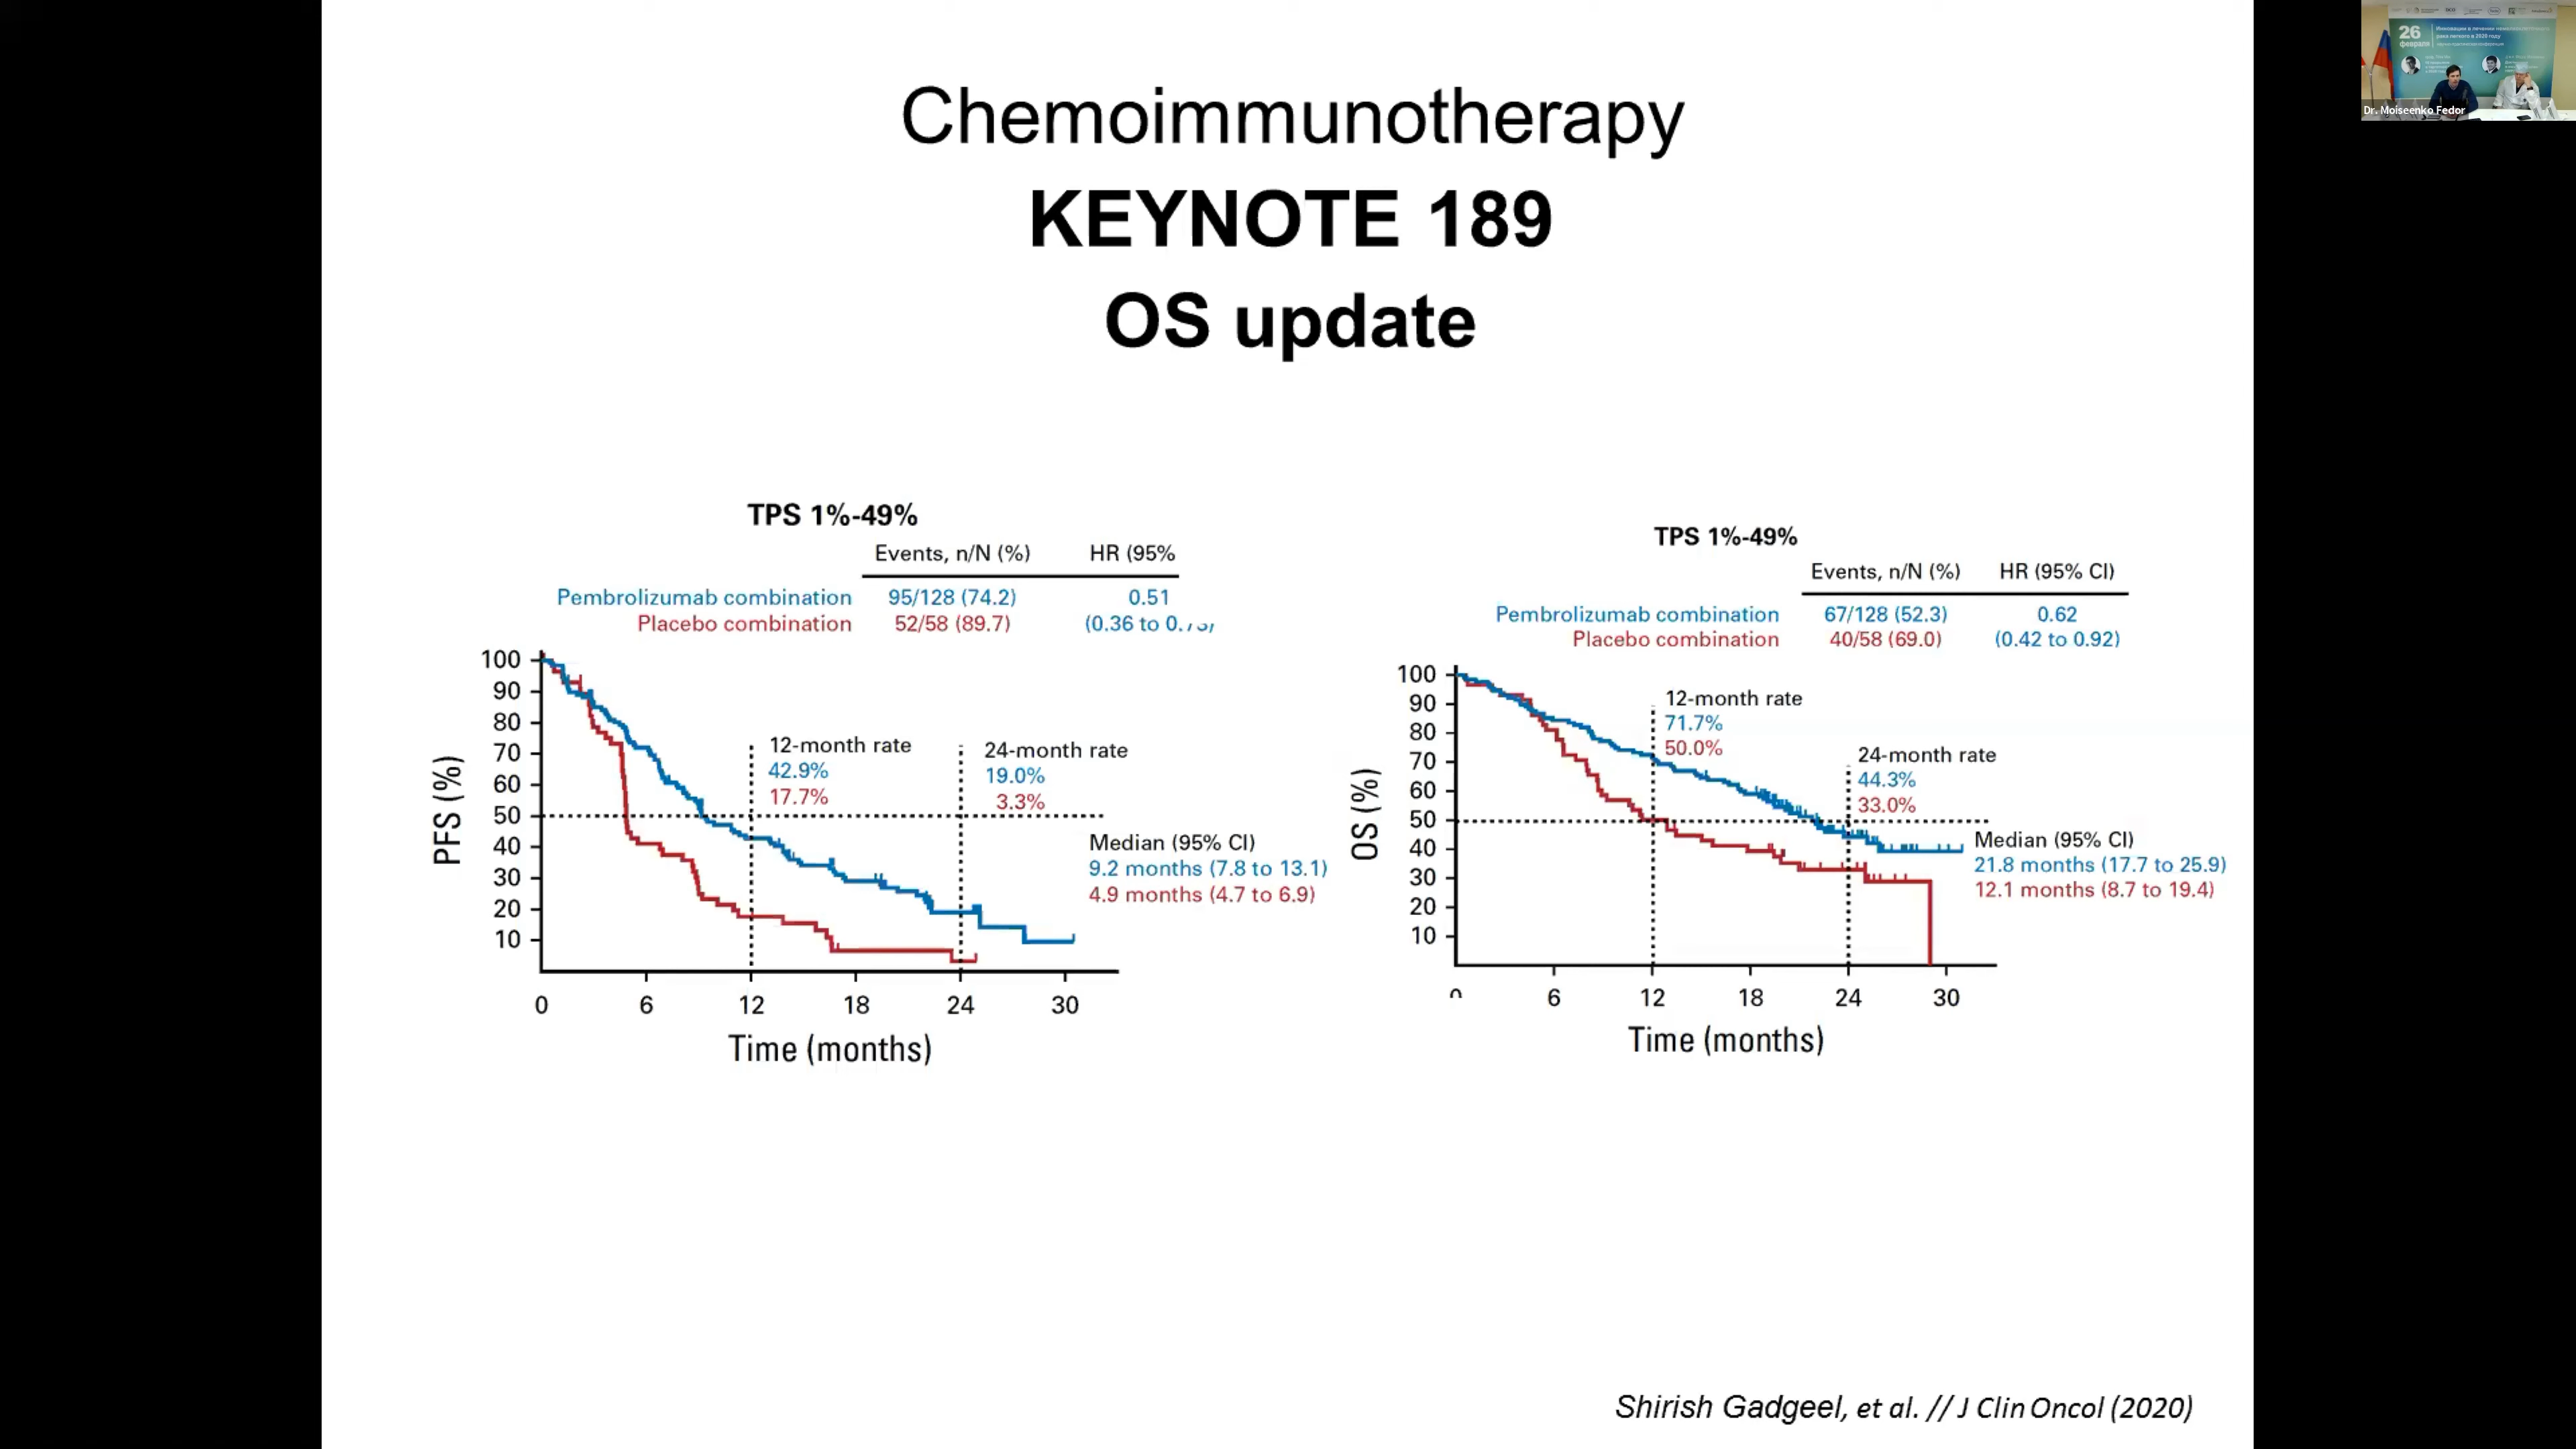 Chemoimmunotherapy
KEYNOTE 189
OS update
TPS 1%-49%
Events, n/N (%) HR (95%
Pembrolizumab combination 95/128 (74.2) 0.51
Placebo combination 52/58 (89.7) (0.36 to
100
90
80
70
60
50
40
30
20
10
PFS (%)
12-month rate
42.9%
17.7%
24-month rate
19.0%
3.3%
Median (95% CI)
9.2 months (7.8 to 13.1)
4.9 months (4.7 to 6.9)
0 6 12 18 24 30
Time (months)
TPS 1%-49%
Events, n/N (%) HR (95% CI)
Pembrolizumab combination 67/128 (52.3) 0.62
Placebo combination 40/58 (69.0) (0.42 to 0.92)
100
90
80
70
60
50
40
30
20
10
OS (%)
12-month rate
71.7%
50.0%
24-month rate
44.3%
33.0%
Median (95% CI)
21.8 months (17.7 to 25.9)
12.1 months (8.7 to 19.4)
6 12 18 24 30
Time (months)
Shirish Gadgeel, et al. // J Clin Oncol (2020)
26
февраля
Dr. Moiseenko Fedor